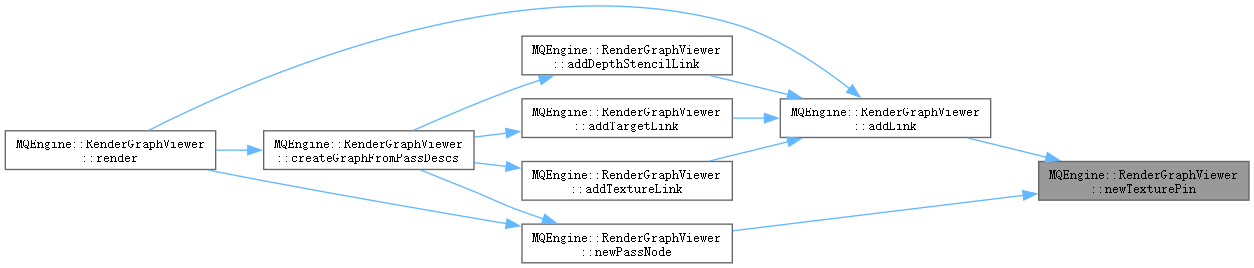 MQEngine::RenderGraphViewer
::addDepthStencilLink
MQEngine::RenderGraphViewer
::addTargetLink
MQEngine::RenderGraphViewer
::addLink
MQEngine::RenderGraphViewer
::render
MQEngine::RenderGraphViewer
::createGraphFromPassDescs
MQEngine::RenderGraphViewer
::addTextureLink
MQEngine::RenderGraphViewer
::newTexturePin
MQEngine::RenderGraphViewer
::newPassNode